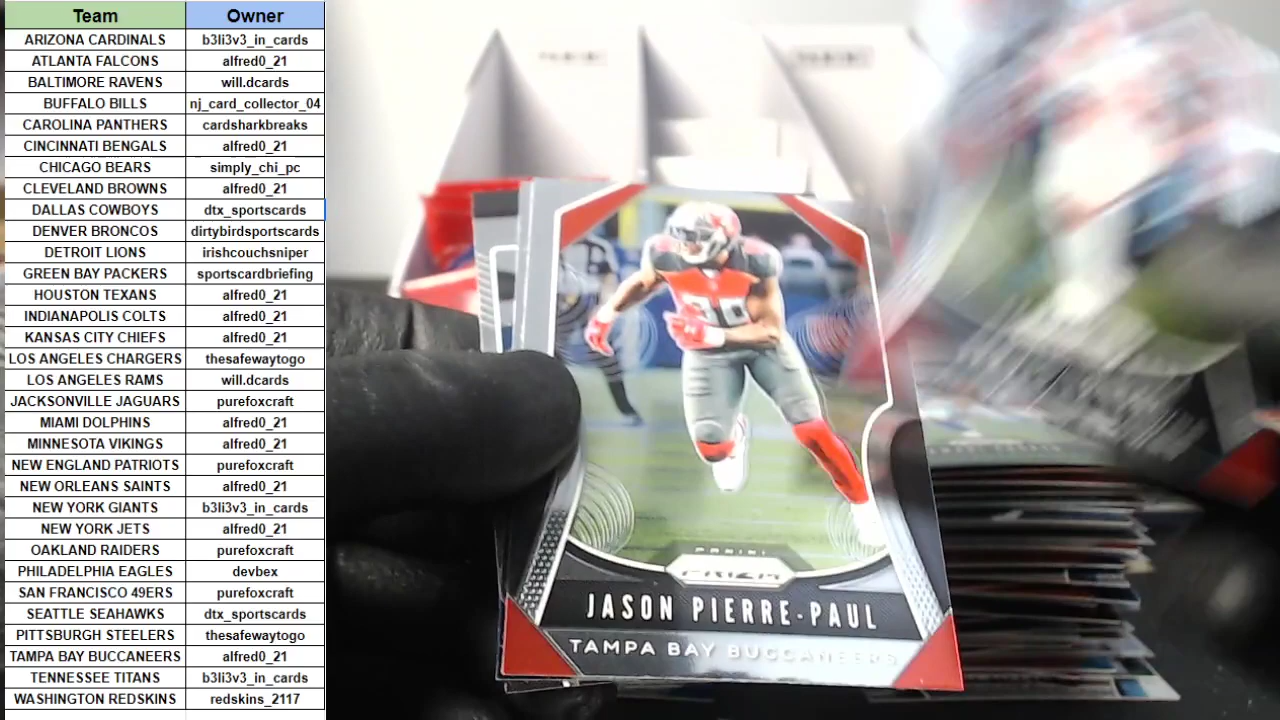 Team Owner
ARIZONA CARDINALS b3li3v3_in_cards
ATLANTA FALCONS alfred0_21
BALTIMORE RAVENS will.dcards
BUFFALO BILLS nj_card_collector_04
CAROLINA PANTHERS cardsharkbreaks
CINCINNATI BENGALS alfred0_21
CHICAGO BEARS simply_chi_pc
CLEVELAND BROWNS alfred0_21
DALLAS COWBOYS dtx_sportscards
DENVER BRONCOS dirtybirdsportscards
DETROIT LIONS irishcouchsniper
GREEN BAY PACKERS sportscardbriefing
HOUSTON TEXANS alfred0_21
INDIANAPOLIS COLTS alfred0_21
KANSAS CITY CHIEFS alfred0_21
LOS ANGELES CHARGERS thesafewaytogo
LOS ANGELES RAMS will.dcards
JACKSONVILLE JAGUARS purefoxcraft
MIAMI DOLPHINS alfred0_21
MINNESOTA VIKINGS alfred0_21
NEW ENGLAND PATRIOTS purefoxcraft
NEW ORLEANS SAINTS alfred0_21
NEW YORK GIANTS b3li3v3_in_cards
NEW YORK JETS alfred0_21
OAKLAND RAIDERS purefoxcraft
PHILADELPHIA EAGLES devbex
SAN FRANCISCO 49ERS purefoxcraft
SEATTLE SEAHAWKS dtx_sportscards
PITTSBURGH STEELERS thesafewaytogo
TAMPA BAY BUCCANEERS alfred0_21
TENNESSEE TITANS b3li3v3_in_cards
WASHINGTON REDSKINS redskins_2117
PANINI
PRIZM
JASON PIERRE-PAUL
TAMPA BAY BUCCANEERS